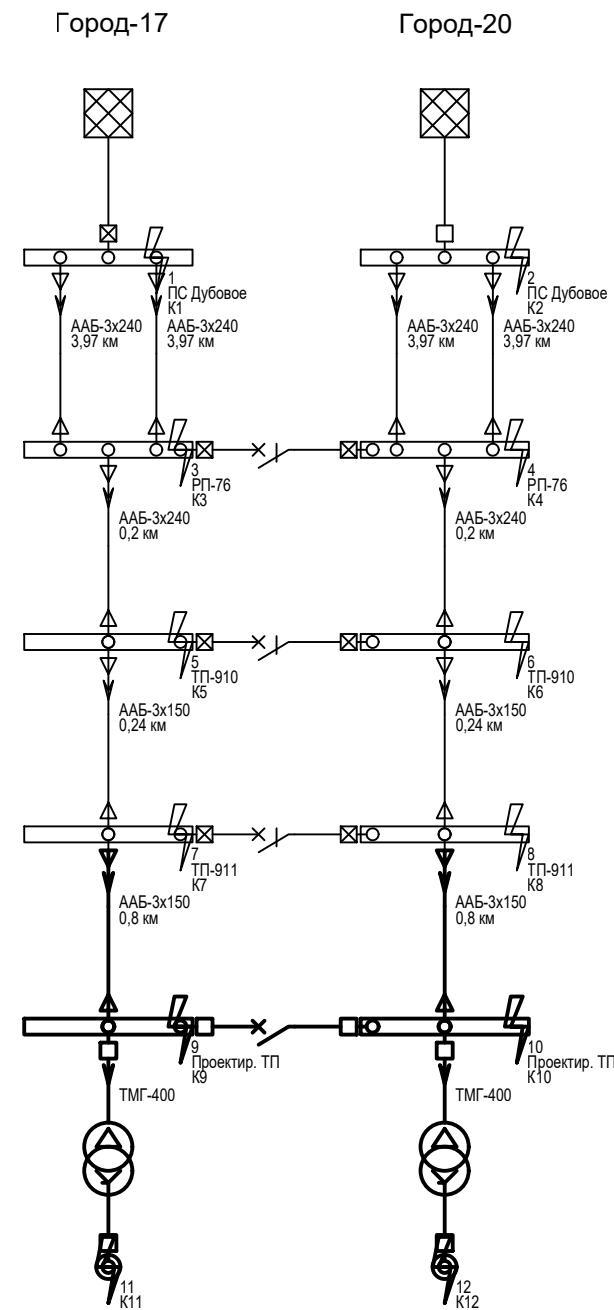 Город-17
Город-20
1
ПС Дубовое
К1
2
ПС Дубовое
К2
ААБ-3х240
3,97 км
ААБ-3х240
3,97 км
ААБ-3х240
3,97 км
ААБ-3х240
3,97 км
3
РП-76
К3
4
РП-76
К4
ААБ-3х240
0,2 км
ААБ-3х240
0,2 км
5
ТП-910
К5
6
ТП-910
К6
ААБ-3х150
0,24 км
ААБ-3х150
0,24 км
7
ТП-911
К7
8
ТП-911
К8
ААБ-3х150
0,8 км
ААБ-3х150
0,8 км
9
Проектир. ТП
К9
10
Проектир. ТП
К10
ТМГ-400
ТМГ-400
11
К11
12
К12